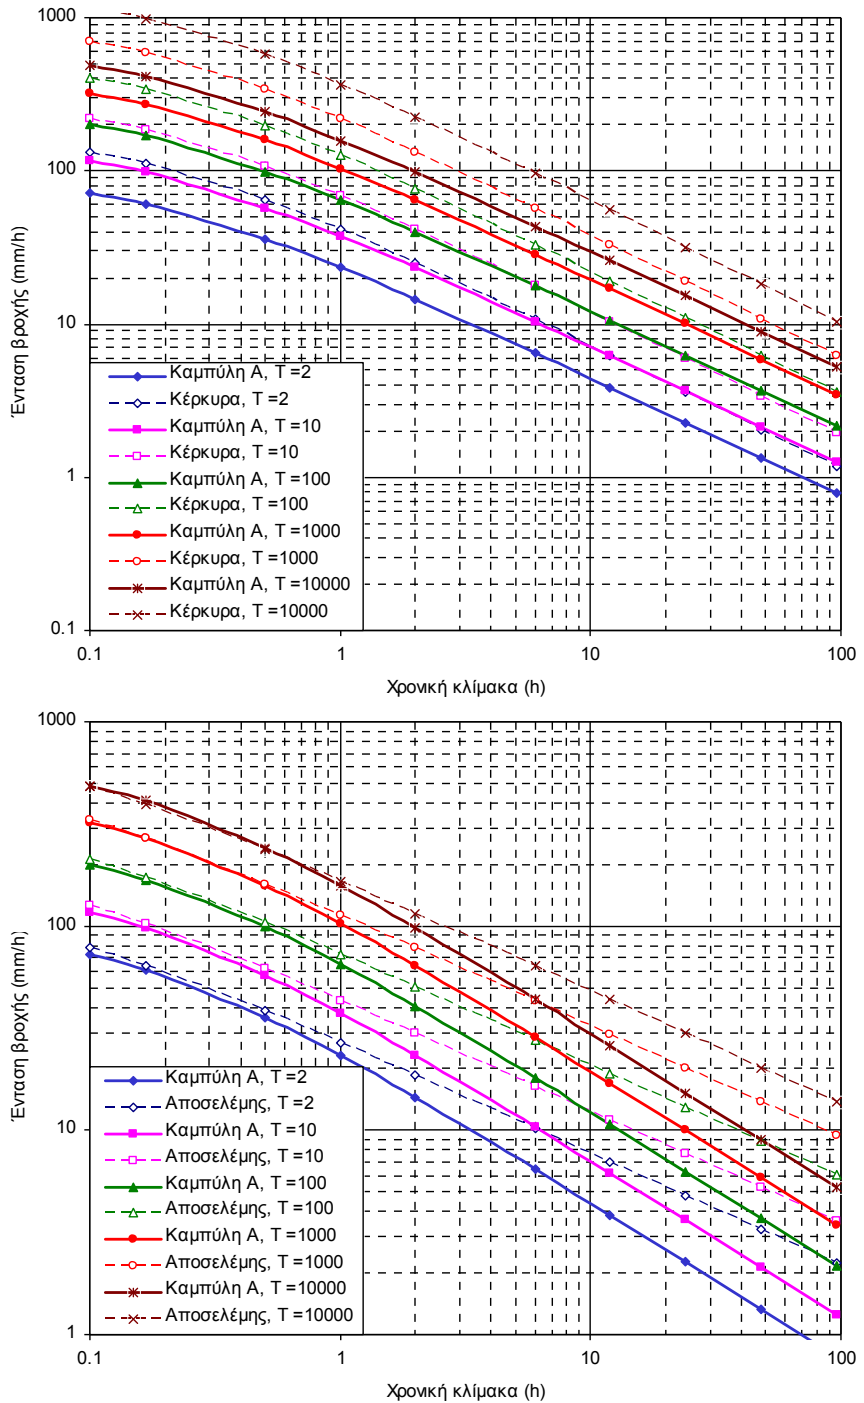 1000
100
10
1
0.1
Ένταση βροχής (mm/h)
Καμπύλη Α, Τ =2
Κέρκυρα, Τ =2
Καμπύλη Α, Τ =10
Κέρκυρα, Τ =10
Καμπύλη Α, Τ =100
Κέρκυρα, Τ =100
Καμπύλη Α, Τ =1000
Κέρκυρα, Τ =1000
Καμπύλη Α, Τ =10000
Κέρκυρα, Τ =10000
0.1 1 10 100
Χρονική κλίμακα (h)
1000
100
10
1
Ένταση βροχής (mm/h)
Καμπύλη Α, Τ =2
Αποσελέμης, Τ =2
Καμπύλη Α, Τ =10
Αποσελέμης, Τ =10
Καμπύλη Α, Τ =100
Αποσελέμης, Τ =100
Καμπύλη Α, Τ =1000
Αποσελέμης, Τ =1000
Καμπύλη Α, Τ =10000
Αποσελέμης, Τ =10000
0.1 1 10 100
Χρονική κλίμακα (h)